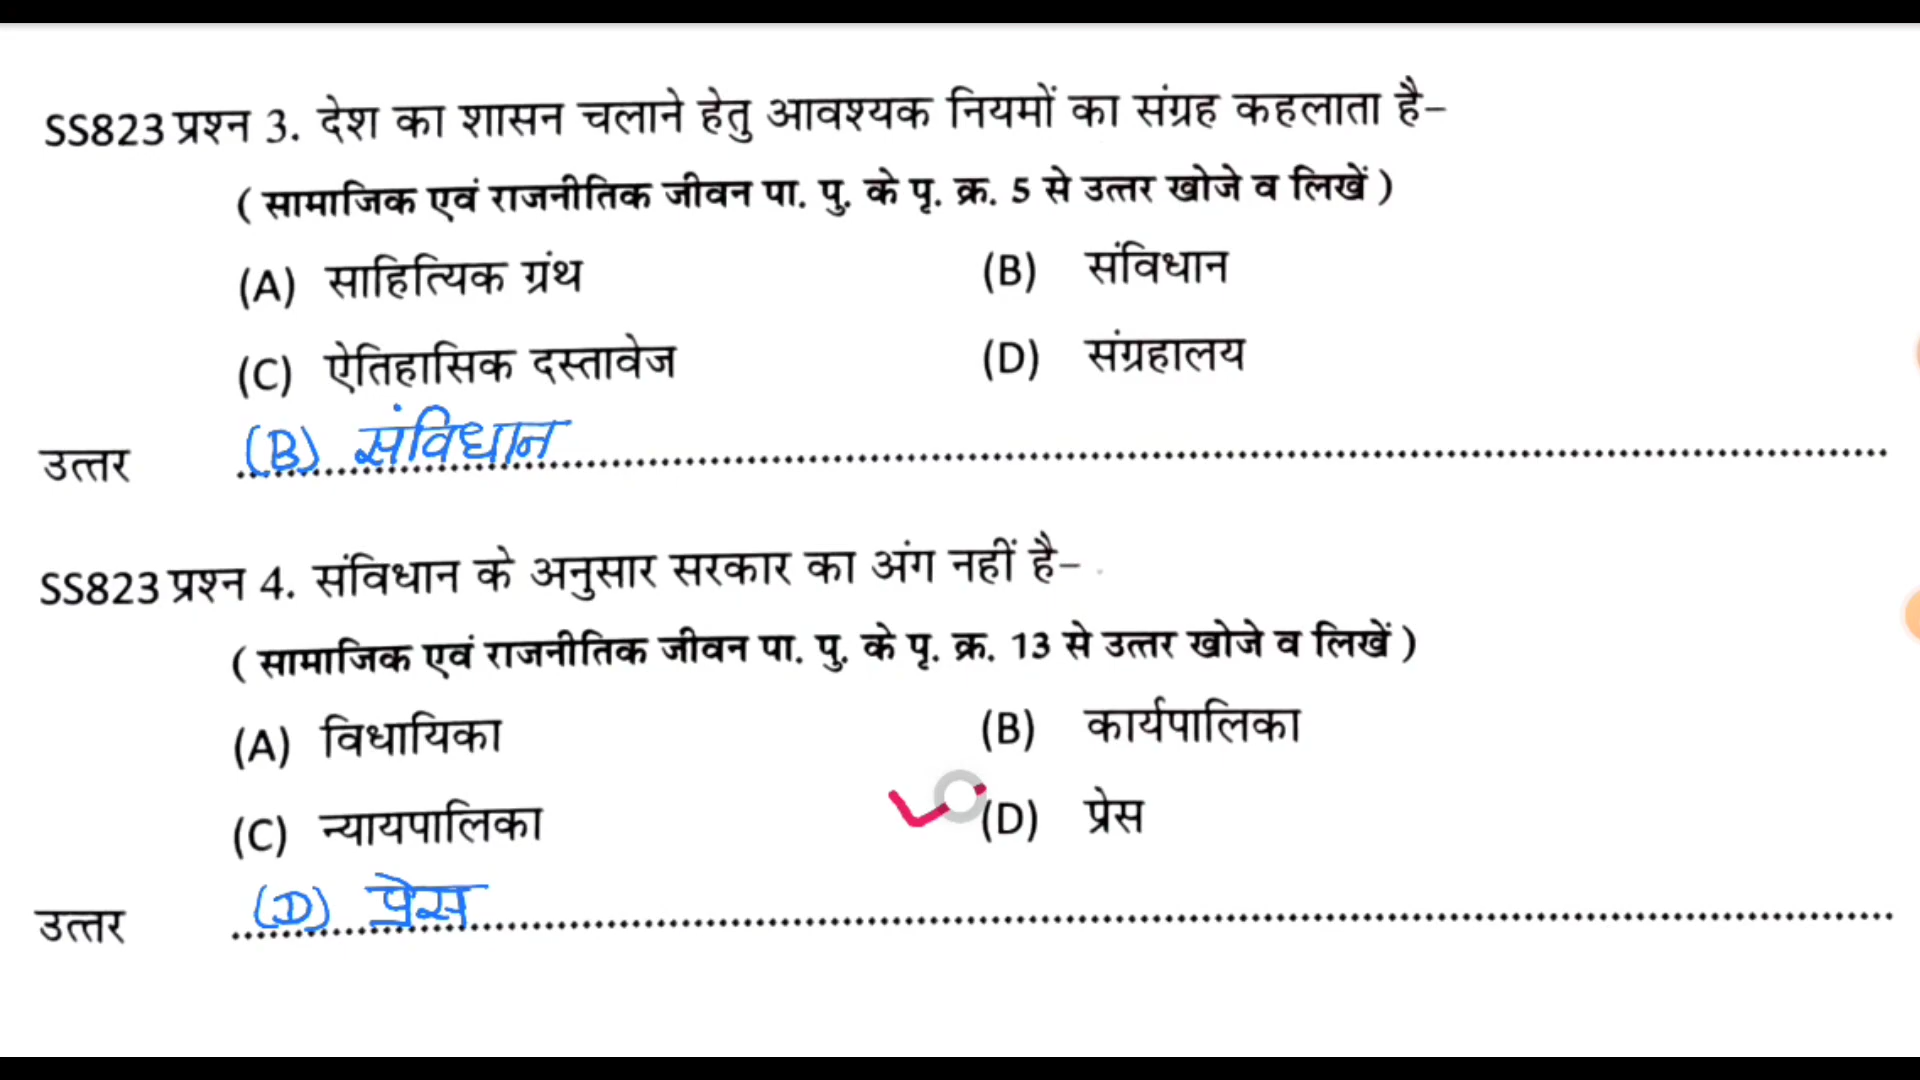 SS823 प्रश्न 3. देश का शासन चलाने हेतु आवश्यक नियमों का संग्रह कहलाता है–
( सामाजिक एवं राजनीतिक जीवन पा. पु. के पृ. क्र. 5 से उत्तर खोजे व लिखें )
(A) साहित्यिक ग्रंथ (B) संविधान
(C) ऐतिहासिक दस्तावेज (D) संग्रहालय
उत्तर (B) संविधान
SS823 प्रश्न 4. संविधान के अनुसार सरकार का अंग नहीं है–
( सामाजिक एवं राजनीतिक जीवन पा. पु. के पृ. क्र. 13 से उत्तर खोजे व लिखें )
(A) विधायिका (B) कार्यपालिका
(C) न्यायपालिका (D) प्रेस
उत्तर (D) प्रेस